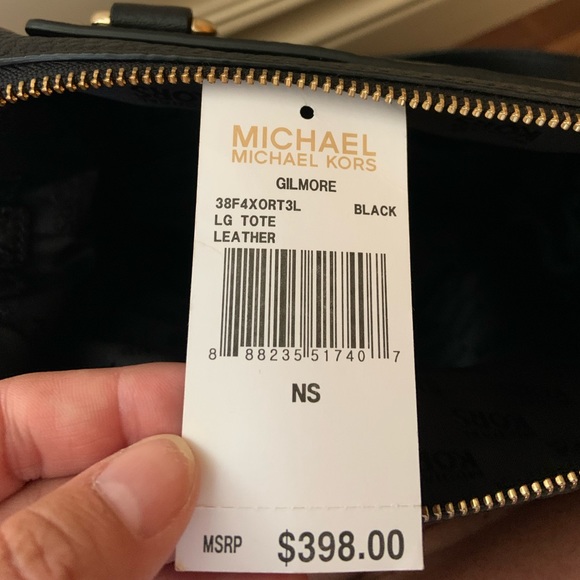 MICHAEL
MICHAEL KORS
GILMORE
38F4XORT3L BLACK
LG TOTE
LEATHER
8 88235 51740 7
NS
MSRP $398.00